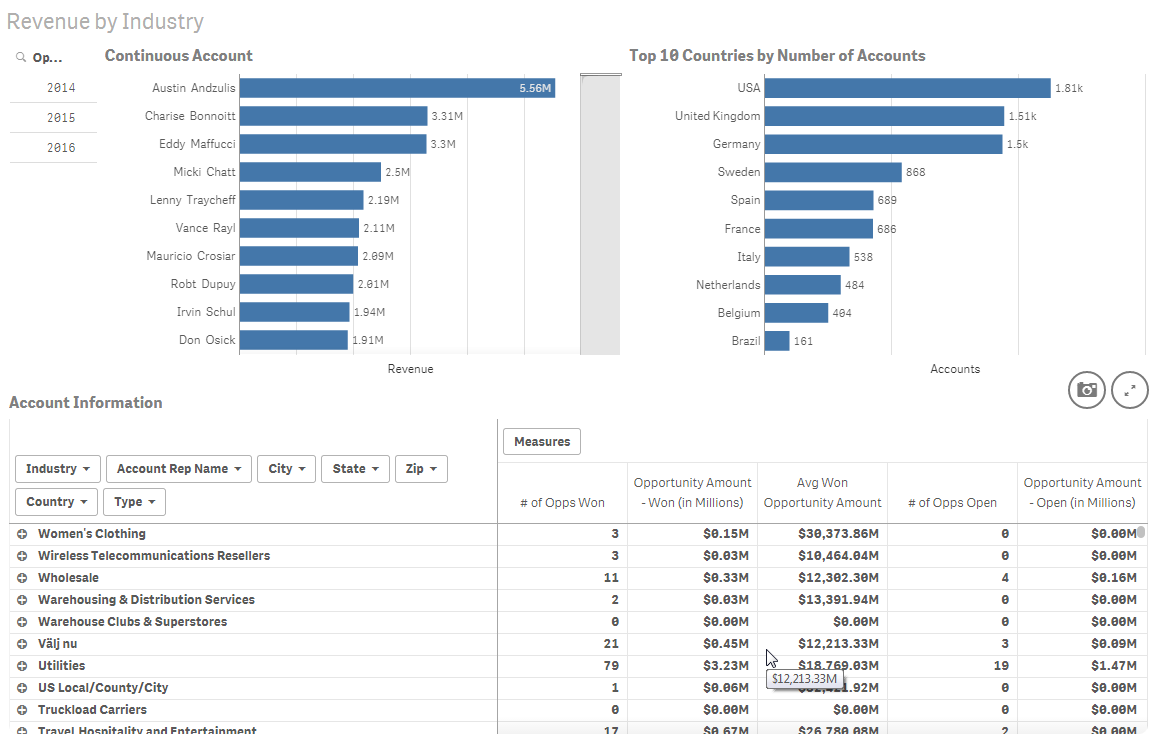 Revenue by Industry
Op...
2014
2015
2016
Continuous Account
Austin Andzulis 5.56M
Charise Bonnoitt 3.31M
Eddy Maffucci 3.3M
Micki Chatt 2.5M
Lenny Traycheff 2.19M
Vance Rayl 2.11M
Mauricio Crosiar 2.09M
Robt Dupuy 2.01M
Irvin Schul 1.94M
Don Osick 1.91M
Revenue
Top 10 Countries by Number of Accounts
USA 1.81k
United Kingdom 1.51k
Germany 1.5k
Sweden 868
Spain 689
France 686
Italy 538
Netherlands 484
Belgium 404
Brazil 161
Accounts
Account Information
Measures
Industry Account Rep Name City State Zip
Country Type
# of Opps Won
Opportunity Amount
- Won (in Millions)
Avg Won
Opportunity Amount
# of Opps Open
Opportunity Amount
- Open (in Millions)
Women's Clothing 3 $0.15M $30,373.86M 0 $0.00M
Wireless Telecommunications Resellers 3 $0.03M $10,464.04M 0 $0.00M
Wholesale 11 $0.33M $12,302.30M 4 $0.16M
Warehousing & Distribution Services 2 $0.03M $13,391.94M 0 $0.00M
Warehouse Clubs & Superstores 0 $0.00M $0.00M 0 $0.00M
Välj nu 21 $0.45M $12,213.33M 3 $0.09M
Utilities 79 $3.23M $18,769.03M 19 $1.47M
$12,213.33M
US Local/County/City 1 $0.06M 0 $0.00M
Truckload Carriers 0 $0.00M $0.00M 0 $0.00M
Travel, Hospitality and Entertainment 17 $0.67M $26,780.08M 2 $0.00M